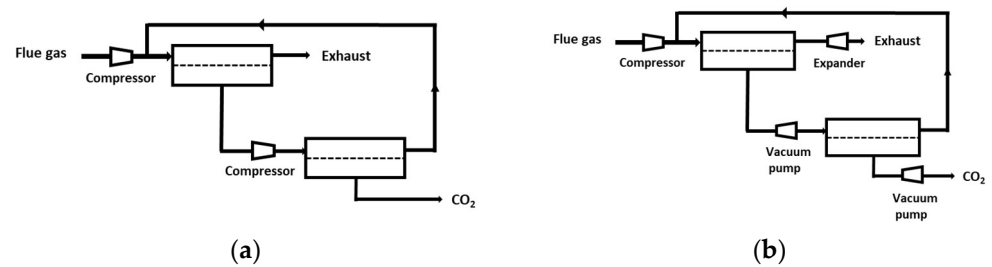 Flue gas
Compressor
Exhaust
Compressor
CO₂
(a)
Flue gas
Compressor
Exhaust
Expander
Vacuum
pump
CO₂
Vacuum
pump
(b)